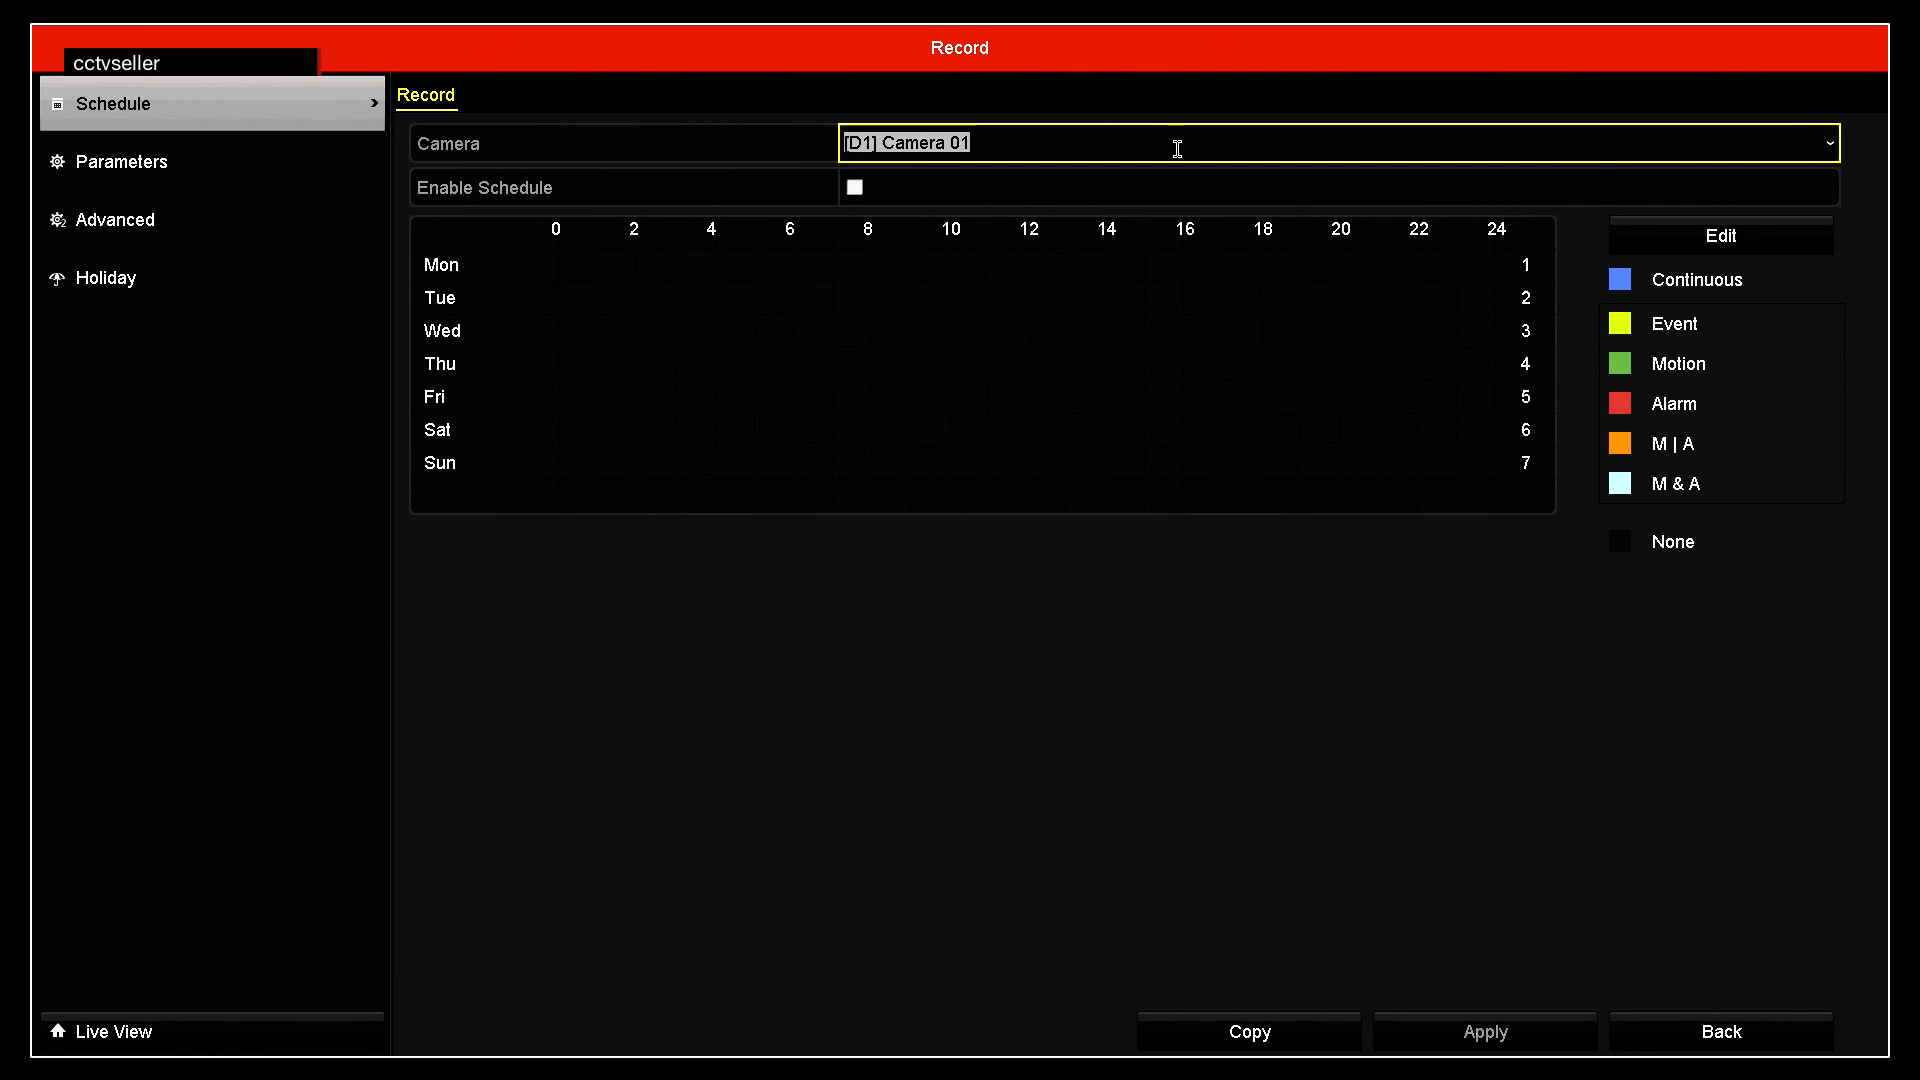 Record
cctvseller
Schedule
Parameters
Advanced
Holiday
Live View
Record
Camera [D1] Camera 01
Enable Schedule
0 2 4 6 8 10 12 14 16 18 20 22 24
Mon 1
Tue 2
Wed 3
Thu 4
Fri 5
Sat 6
Sun 7
Edit
Continuous
Event
Motion
Alarm
M | A
M & A
None
Copy Apply Back